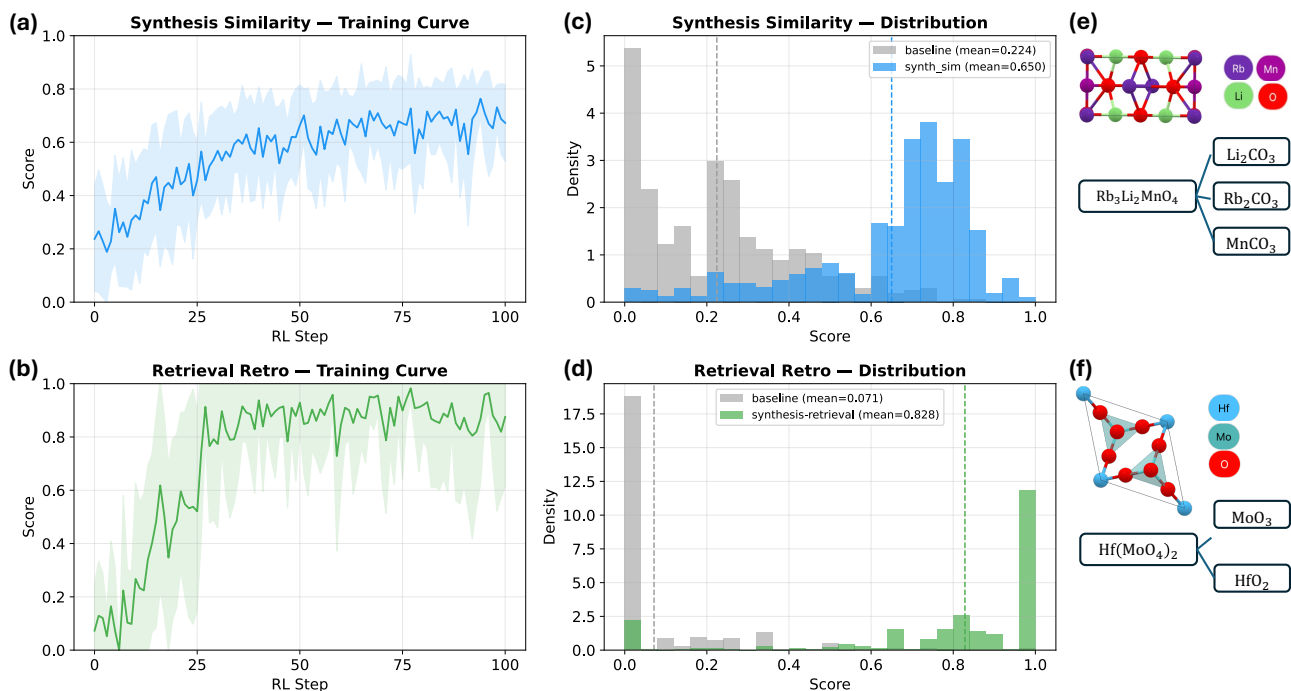 (a)
Synthesis Similarity — Training Curve
1.0
0.8
0.6
0.4
0.2
0.0
Score
0
25
50
75
100
RL Step
(c)
Synthesis Similarity — Distribution
baseline (mean=0.224)
synth_sim (mean=0.650)
5
4
3
2
1
0
Density
0.0
0.2
0.4
0.6
0.8
1.0
Score
(e)
Rb
Mn
Li
O
Li₂CO₃
Rb₃Li₂MnO₄
Rb₂CO₃
MnCO₃
(b)
Retrieval Retro — Training Curve
1.0
0.8
0.6
0.4
0.2
0.0
Score
0
25
50
75
100
RL Step
(d)
Retrieval Retro — Distribution
baseline (mean=0.071)
synthesis-retrieval (mean=0.828)
17.5
15.0
12.5
10.0
7.5
5.0
2.5
0.0
Density
0.0
0.2
0.4
0.6
0.8
1.0
Score
(f)
Hf
Mo
O
MoO₃
Hf(MoO₄)₂
HfO₂